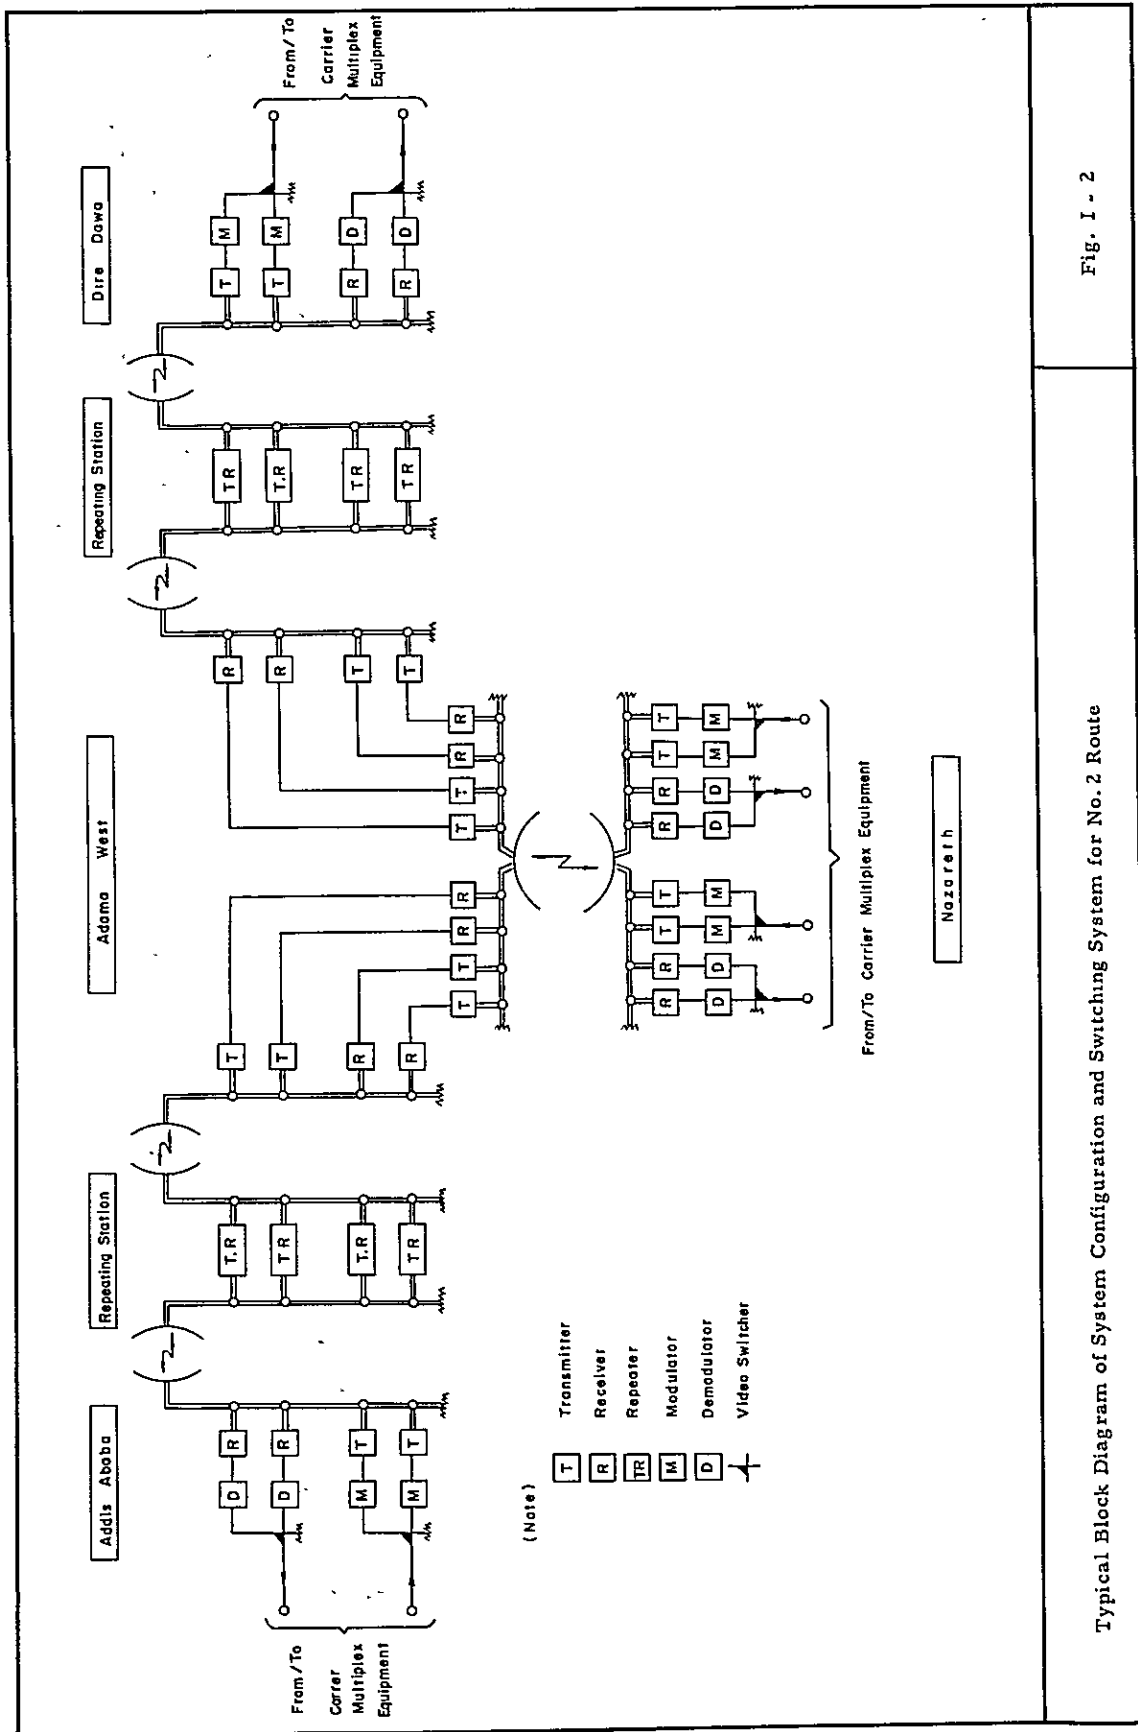 Addis Ababa
Repeating Station
Adama West
Repeating Station
Dire Dawa
From/To
Carrier
Multiplex
Equipment
D R
D R
M T
M T
T.R
TR
T.R
TR
T
T
R
R
T T R R
T T R R
R
R
T
T
TR
T.R
TR
TR
T M
T M
R D
R D
From/To
Carrer
Multiplex
Equipment
R R T T R R T T
D D M M D D M M
From/To Carrier Multiplex Equipment
Nazareth
(Note)
T Transmitter
R Receiver
TR Repeater
M Modulator
D Demodulator
Video Switcher
Typical Block Diagram of System Configuration and Switching System for No. 2 Route
Fig. I - 2